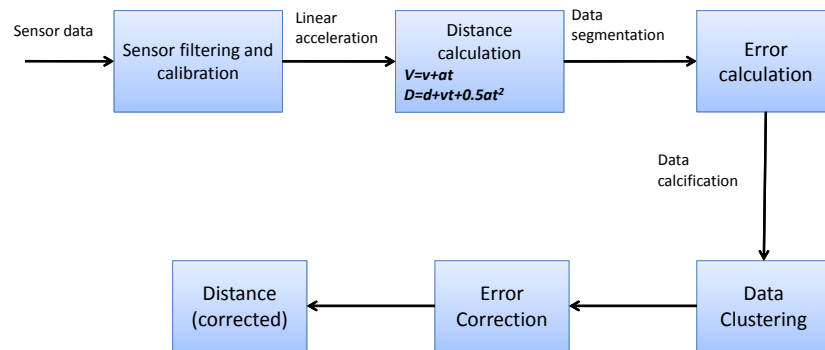 Sensor data
Sensor filtering and
calibration
Linear
acceleration
Distance
calculation
V=v+at
D=d+vt+0.5at²
Data
segmentation
Error
calculation
Data
calcification
Data
Clustering
Error
Correction
Distance
(corrected)